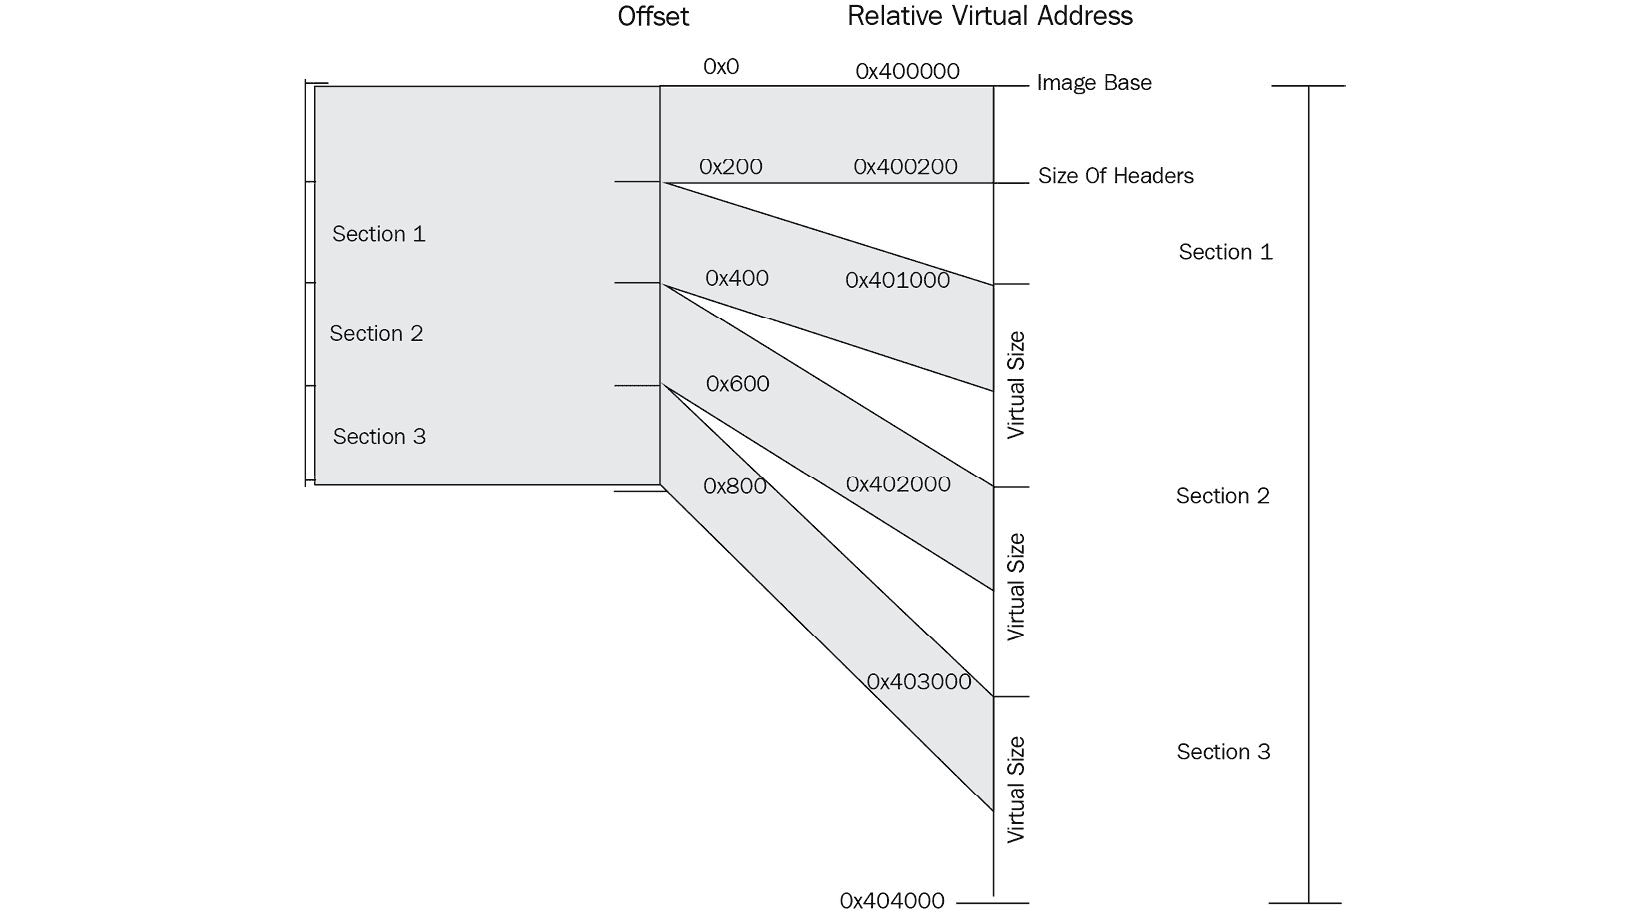 Offset Relative Virtual Address
0x0 0x400000 Image Base
0x200 0x400200 Size Of Headers
Section 1 Section 1
0x400 0x401000
Section 2
Virtual Size
0x600
Section 3
0x800 0x402000 Section 2
Virtual Size
0x403000
Section 3
Virtual Size
0x404000